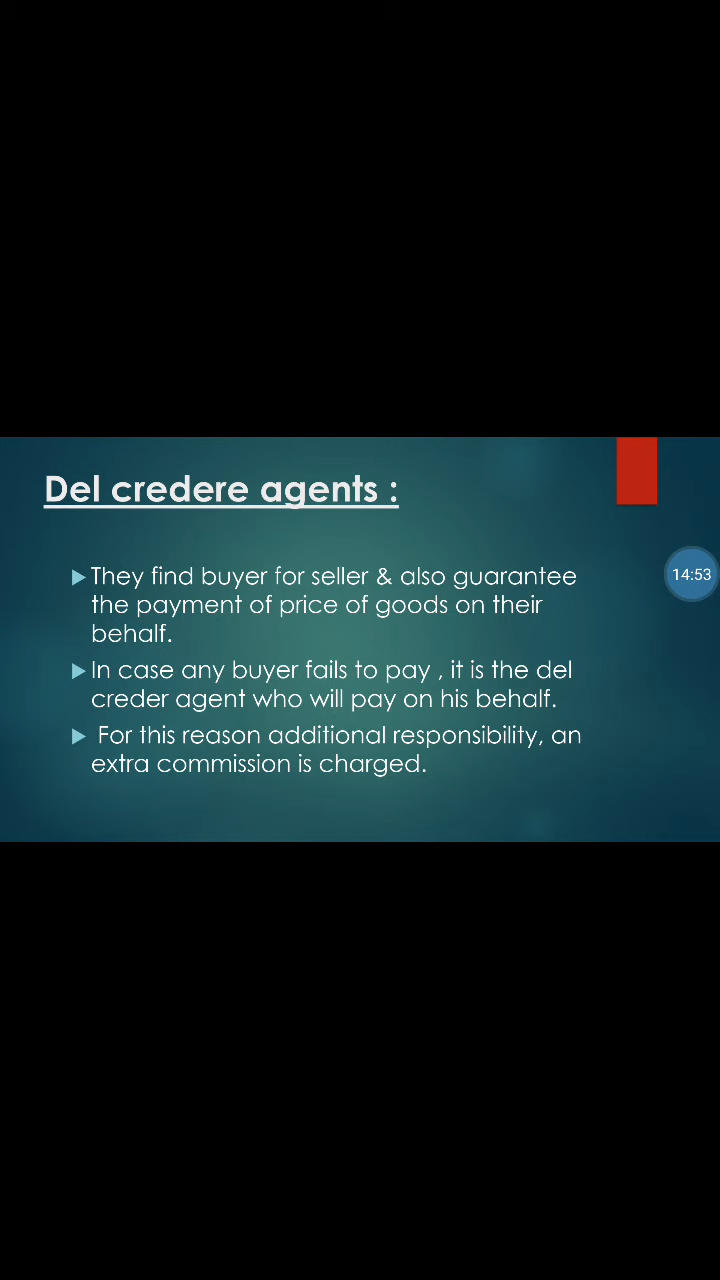 Del credere agents :
They find buyer for seller & also guarantee
the payment of price of goods on their
behalf.
In case any buyer fails to pay , it is the del
creder agent who will pay on his behalf.
For this reason additional responsibility, an
extra commission is charged.
14:53